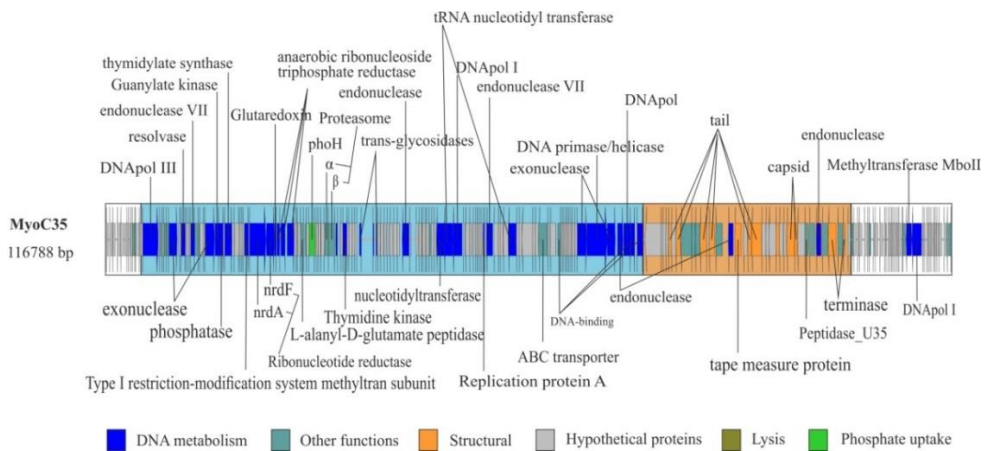 tRNA nucleotidyl transferase
thymidylate synthase
anaerobic ribonucleoside
triphosphate reductase
DNApol I
Guanylate kinase
endonuclease
endonuclease VII
endonuclease VII
Glutaredoxin
Proteasome
DNApol
tail
resolvase
phoH
trans-glycosidases
DNA primase/helicase
endonuclease
DNApol III
α
β
exonuclease
capsid
Methyltransferase MboII
MyoC35
116788 bp
exonuclease
nrdF
nucleotidyltransferase
endonuclease
terminase
DNApol I
phosphatase
nrdA
Thymidine kinase
DNA-binding
L-alanyl-D-glutamate peptidase
Peptidase_U35
Ribonucleotide reductase
ABC transporter
tape measure protein
Type I restriction-modification system methyltran subunit
Replication protein A
DNA metabolism
Other functions
Structural
Hypothetical proteins
Lysis
Phosphate uptake